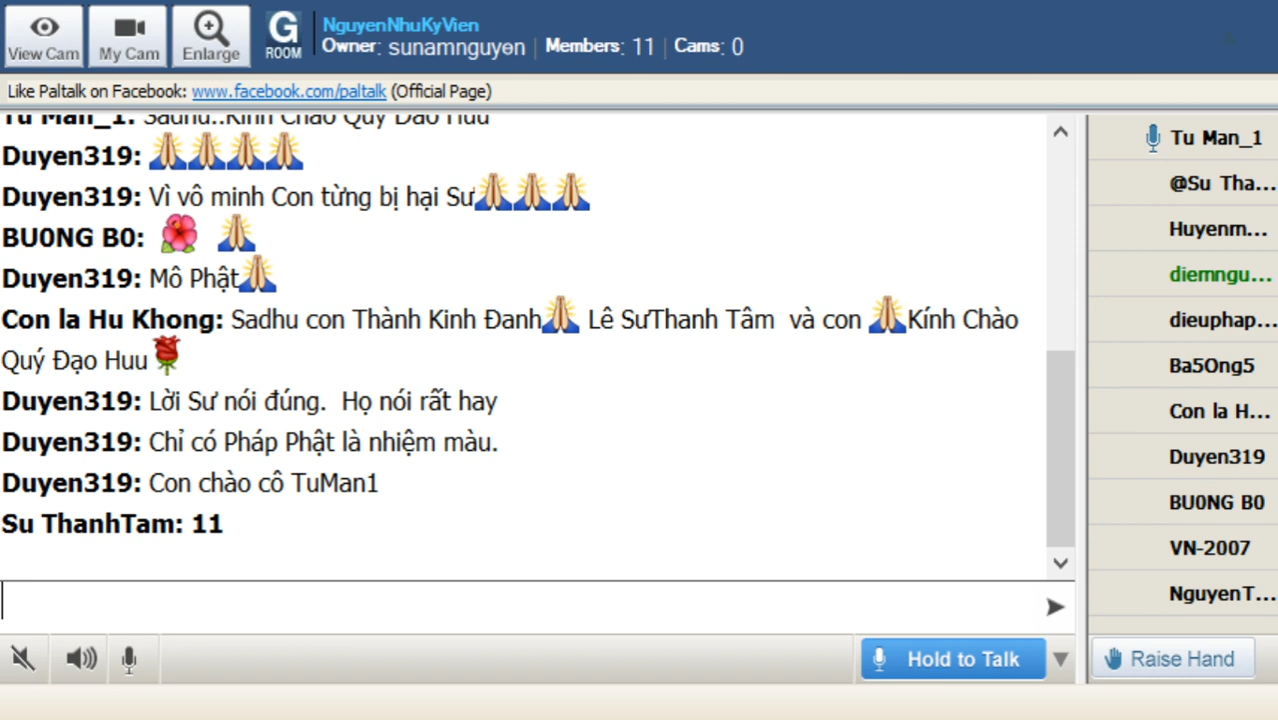 View Cam
My Cam
Enlarge
G
ROOM
NguyenNhuKyVien
Owner: sunamnguyen | Members: 11 | Cams: 0
Like Paltalk on Facebook: www.facebook.com/paltalk (Official Page)
Tu Man_1: Sadhu..Kinh Chao Quy Dao Huu
Duyen319:
Duyen319: Vì vô minh Con từng bị hại Sư
BU0NG B0:
Duyen319: Mô Phật
Con la Hu Khong: Sadhu con Thành Kinh Đanh Lê SưThanh Tâm và con Kính Chào
Quý Đạo Huu
Duyen319: Lời Sư nói đúng. Họ nói rất hay
Duyen319: Chỉ có Pháp Phật là nhiệm màu.
Duyen319: Con chào cô TuMan1
Su ThanhTam: 11
Hold to Talk
Tu Man_1
@Su Tha...
Huyenm...
diemngu...
dieuphap...
Ba5Ong5
Con la H...
Duyen319
BU0NG B0
VN-2007
NguyenT...
Raise Hand